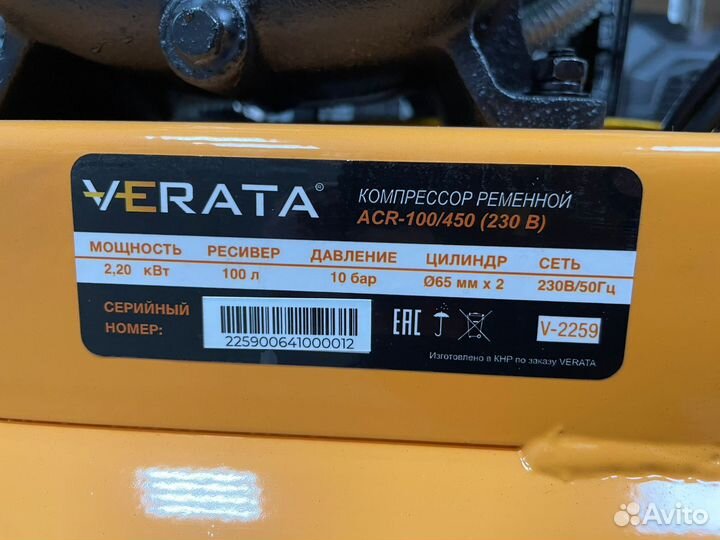 VERATA®
КОМПРЕССОР РЕМЕННОЙ
ACR-100/450 (230 В)
МОЩНОСТЬ РЕСИВЕР ДАВЛЕНИЕ ЦИЛИНДР СЕТЬ
2,20 кВт 100 л 10 бар Ø65 мм x 2 230В/50Гц
СЕРИЙНЫЙ
НОМЕР:
225900641000012
EAC
V-2259
Изготовлено в КНР по заказу VERATA
Avito